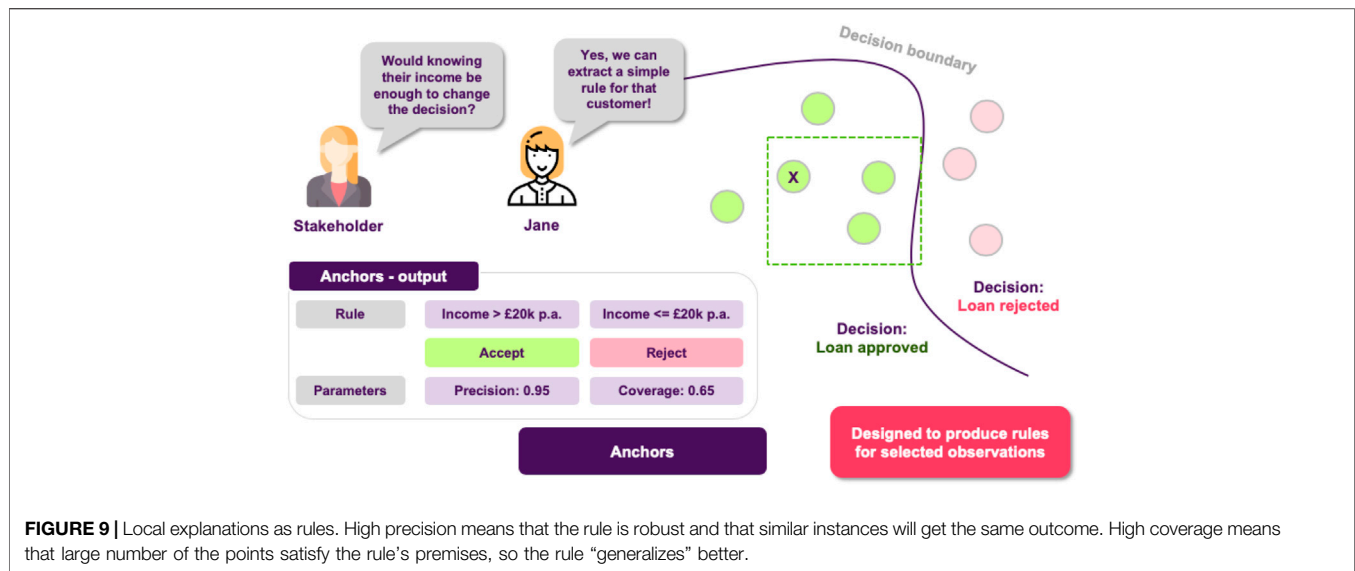 Would knowing
their income be
enough to change
the decision?
Yes, we can
extract a simple
rule for that
customer!
Stakeholder
Jane
Decision boundary
X
Decision:
Loan rejected
Decision:
Loan approved
Anchors - output
Rule
Income > £20k p.a.
Income <= £20k p.a.
Accept
Reject
Parameters
Precision: 0.95
Coverage: 0.65
Anchors
Designed to produce rules
for selected observations
FIGURE 9 | Local explanations as rules. High precision means that the rule is robust and that similar instances will get the same outcome. High coverage means
that large number of the points satisfy the rule’s premises, so the rule “generalizes” better.